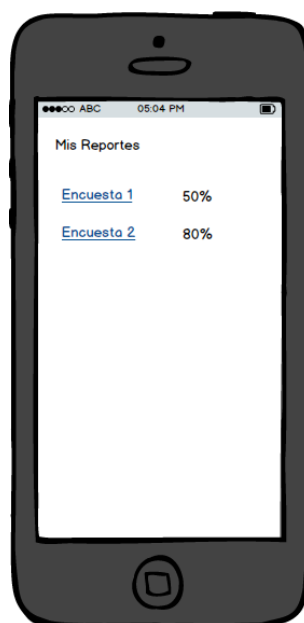 ABC 05:04 PM
Mis Reportes
Encuesta 1 50%
Encuesta 2 80%